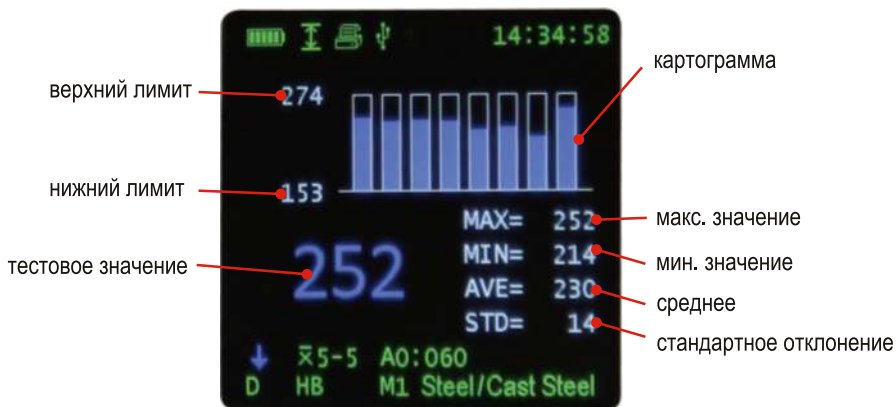 14:34:58
картограмма
верхний лимит
274
нижний лимит
153
MAX= 252
макс. значение
тестовое значение
252
MIN= 214
мин. значение
AVE= 230
среднее
STD= 14
стандартное отклонение
x̅5-5 A0:060
D HB M1 Steel/Cast Steel